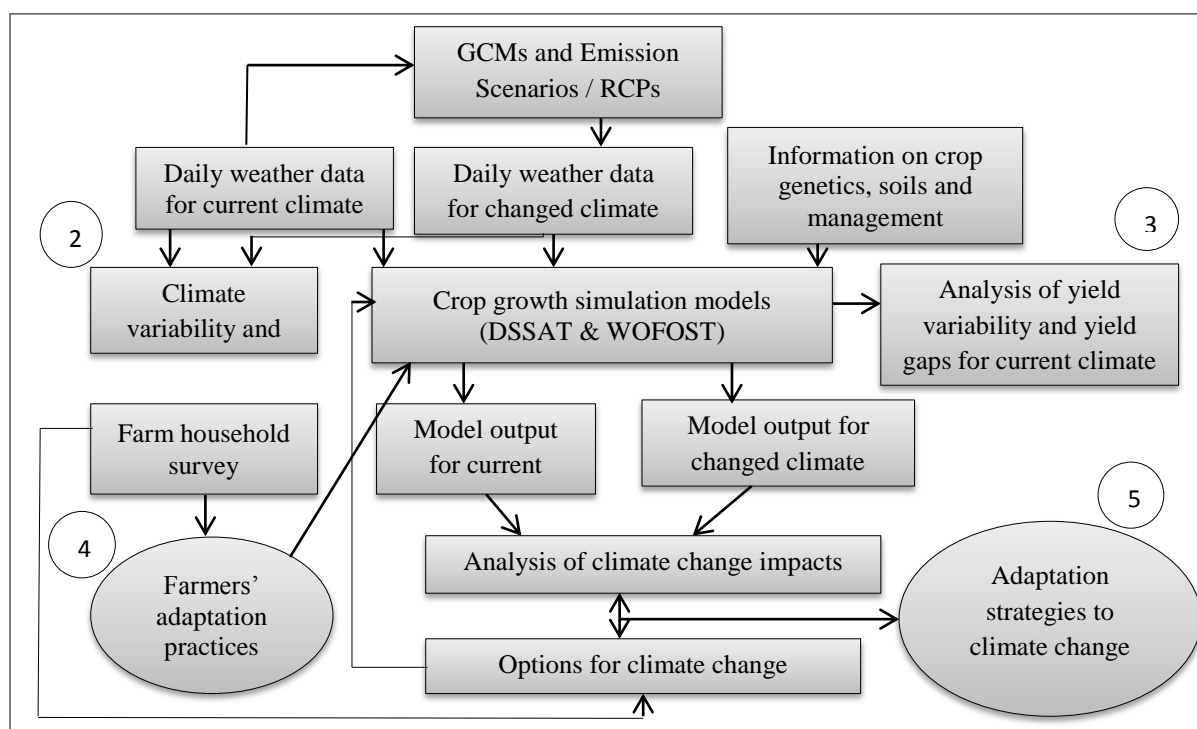 GCMs and Emission
Scenarios / RCPs
Daily weather data
for current climate
Daily weather data
for changed climate
Information on crop
genetics, soils and
management
2
3
Climate
variability and
Crop growth simulation models
(DSSAT & WOFOST)
Analysis of yield
variability and yield
gaps for current climate
Farm household
survey
Model output
for current
Model output for
changed climate
4
5
Farmers’
adaptation
practices
Analysis of climate change impacts
Adaptation
strategies to
climate change
Options for climate change